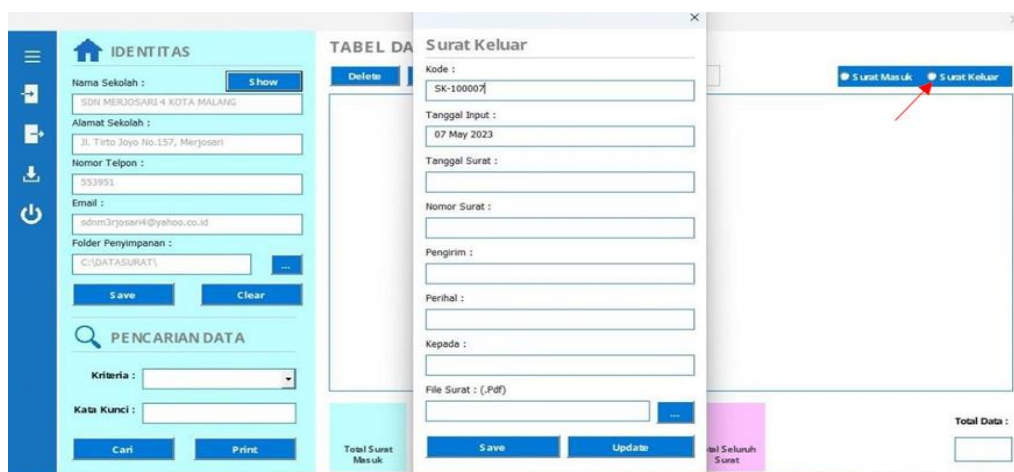 IDENTITAS
Nama Sekolah :
Show
SDN MERJOSARI 4 KOTA MALANG
Alamat Sekolah :
Jl. Tirto Joyo No.157, Merjosari
Nomor Telpon :
553951
Email :
sdnm3rjosari4@yahoo.co.id
Folder Penyimpanan :
C:\DATASURAT\
...
Save
Clear
PENCARIAN DATA
Kriteria :
Kata Kunci :
Cari
Print
TABEL DA
Delete
Surat Keluar
Kode :
SK-100007
Tanggal Input :
07 May 2023
Tanggal Surat :
Nomor Surat :
Pengirim :
Perihal :
Kepada :
File Surat : (.Pdf)
...
Save
Update
Surat Masuk
Surat Keluar
Total Surat
Masuk
tal Seluruh
Surat
Total Data :